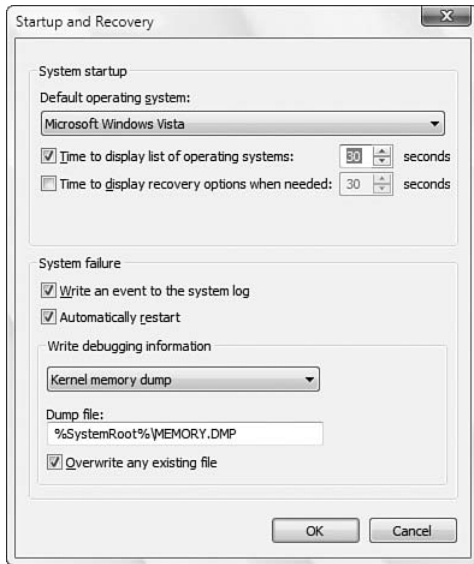 Startup and Recovery
System startup
Default operating system:
Microsoft Windows Vista
Time to display list of operating systems: 30 seconds
Time to display recovery options when needed: 30 seconds
System failure
Write an event to the system log
Automatically restart
Write debugging information
Kernel memory dump
Dump file:
%SystemRoot%\MEMORY.DMP
Overwrite any existing file
OK Cancel